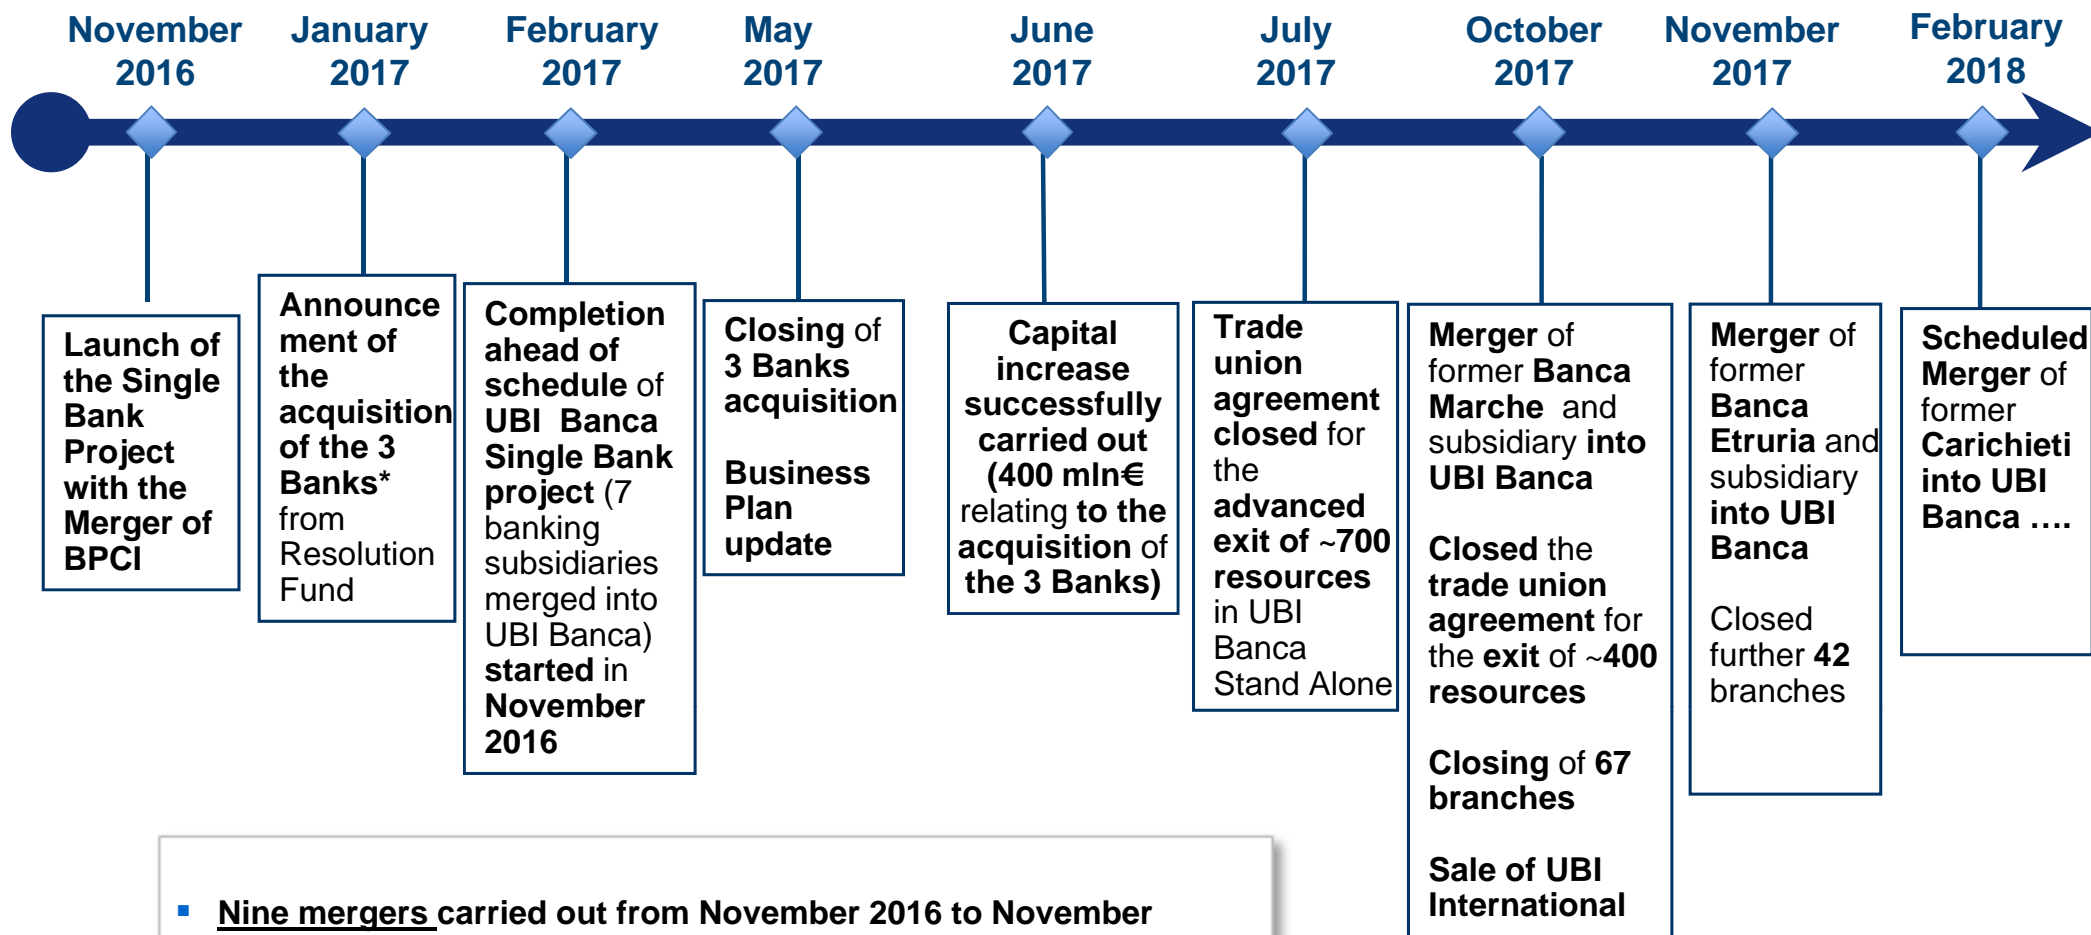 November
2016
January
2017
February
2017
May
2017
June
2017
July
2017
October
2017
November
2017
February
2018
Launch of
the Single
Bank
Project
with the
Merger of
BPCI
Announce
ment of
the
acquisition
of the 3
Banks*
from
Resolution
Fund
Completion
ahead of
schedule of
UBI Banca
Single Bank
project (7
banking
subsidiaries
merged into
UBI Banca)
started in
November
2016
Closing of
3 Banks
acquisition
Business
Plan
update
Capital
increase
successfully
carried out
(400 mln€
relating to the
acquisition of
the 3 Banks)
Trade
union
agreement
closed for
the
advanced
exit of ~700
resources
in UBI
Banca
Stand Alone
Merger of
former Banca
Marche and
subsidiary into
UBI Banca
Closed the
trade union
agreement for
the exit of ~400
resources
Closing of 67
branches
Sale of UBI
International
Merger of
former
Banca
Etruria and
subsidiary
into UBI
Banca
Closed
further 42
branches
Scheduled
Merger of
former
Carichieti
into UBI
Banca ….
▪ Nine mergers carried out from November 2016 to November